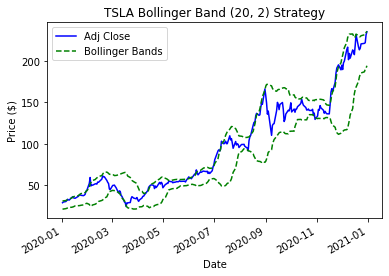 TSLA Bollinger Band (20, 2) Strategy
Adj Close
Bollinger Bands
Price ($)
200
150
100
50
2020-01
2020-03
2020-05
2020-07
2020-09
2020-11
2021-01
Date